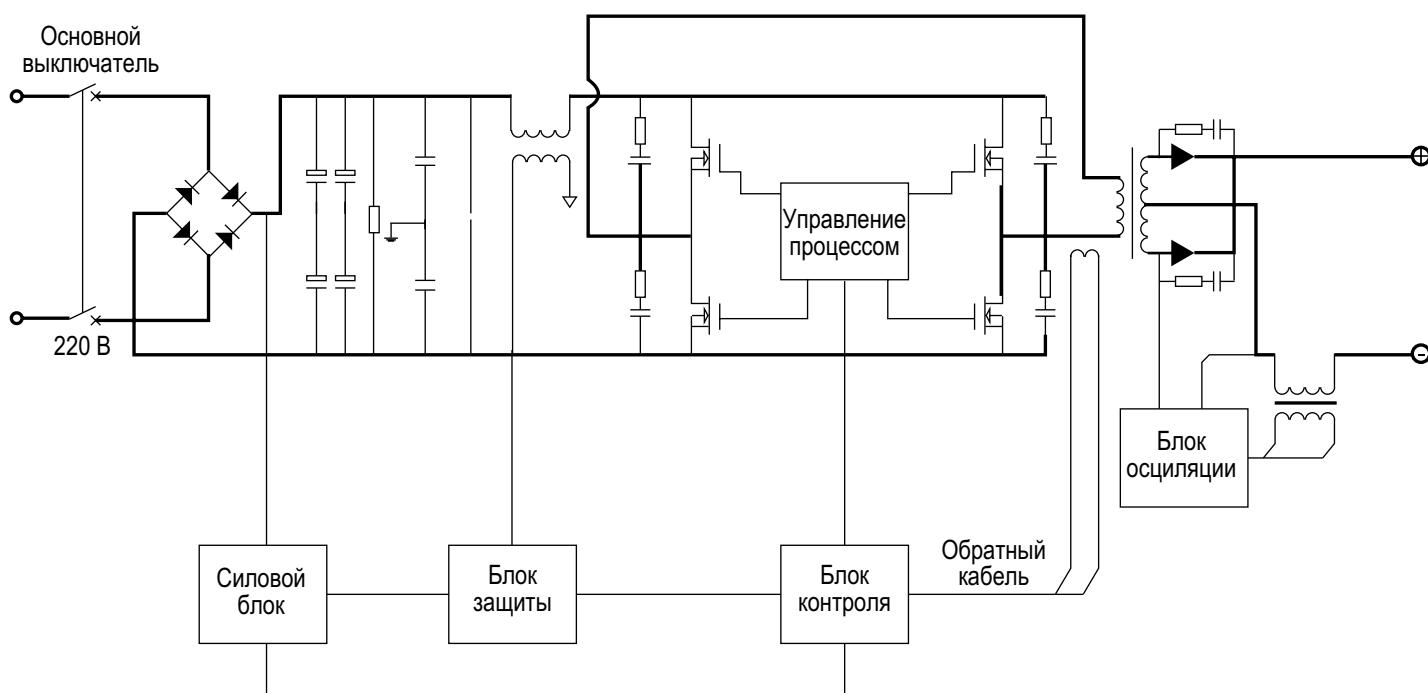 Основной
выключатель
220 В
Управление
процессом
+
-
Блок
осциляции
Силовой
блок
Блок
защиты
Блок
контроля
Обратный
кабель